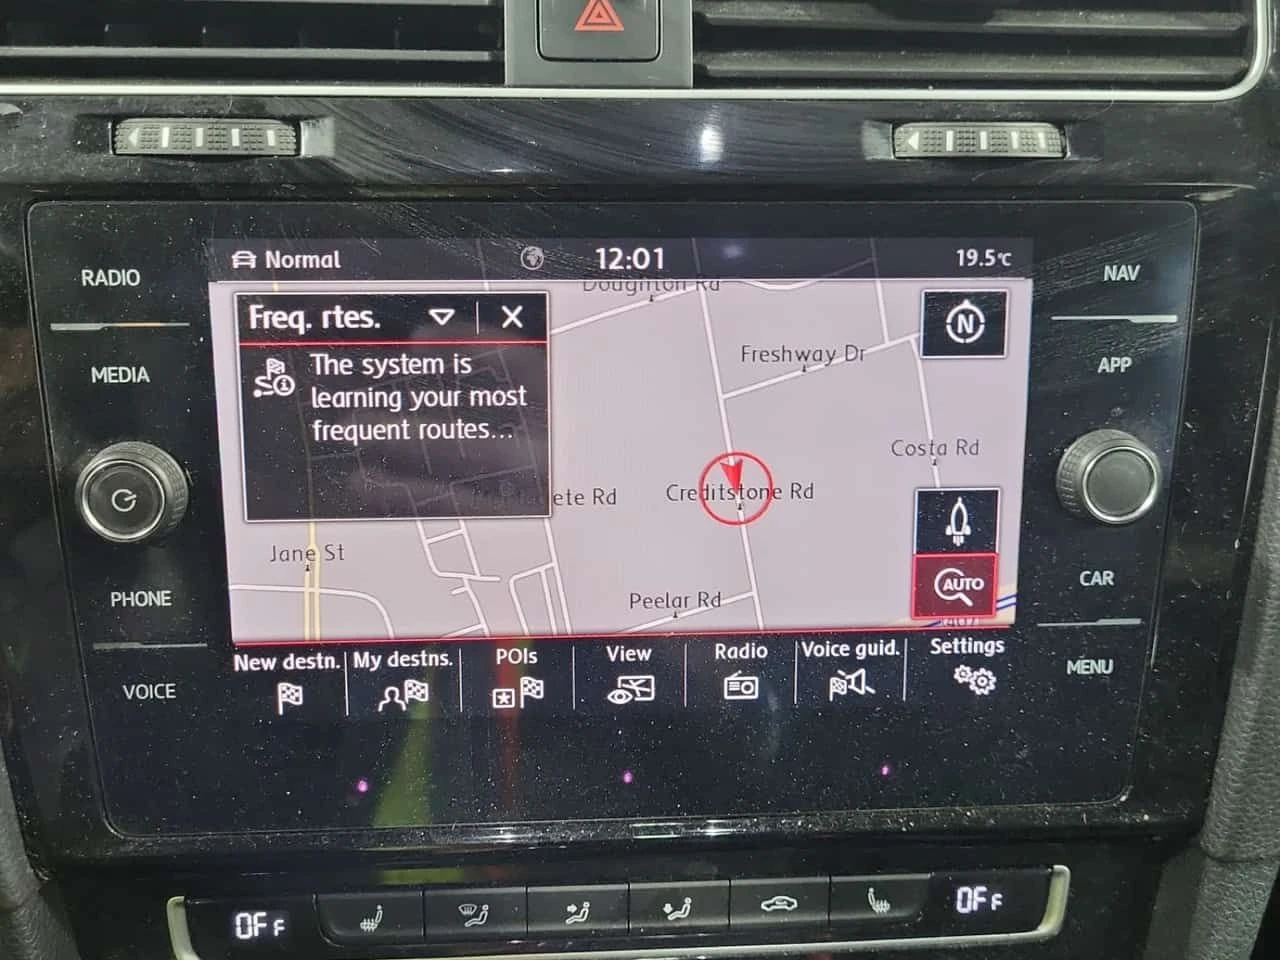 Normal
12:01
19.5°C
RADIO
MEDIA
PHONE
VOICE
Freq. rtes.
The system is
learning your most
frequent routes...
Doughton Rd
Freshway Dr
N
Costa Rd
ete Rd
Creditstone Rd
Jane St
Peelar Rd
AUTO
New destn.
My destns.
POIs
View
Radio
Voice guid.
Settings
NAV
APP
CAR
MENU
OFF
OFF